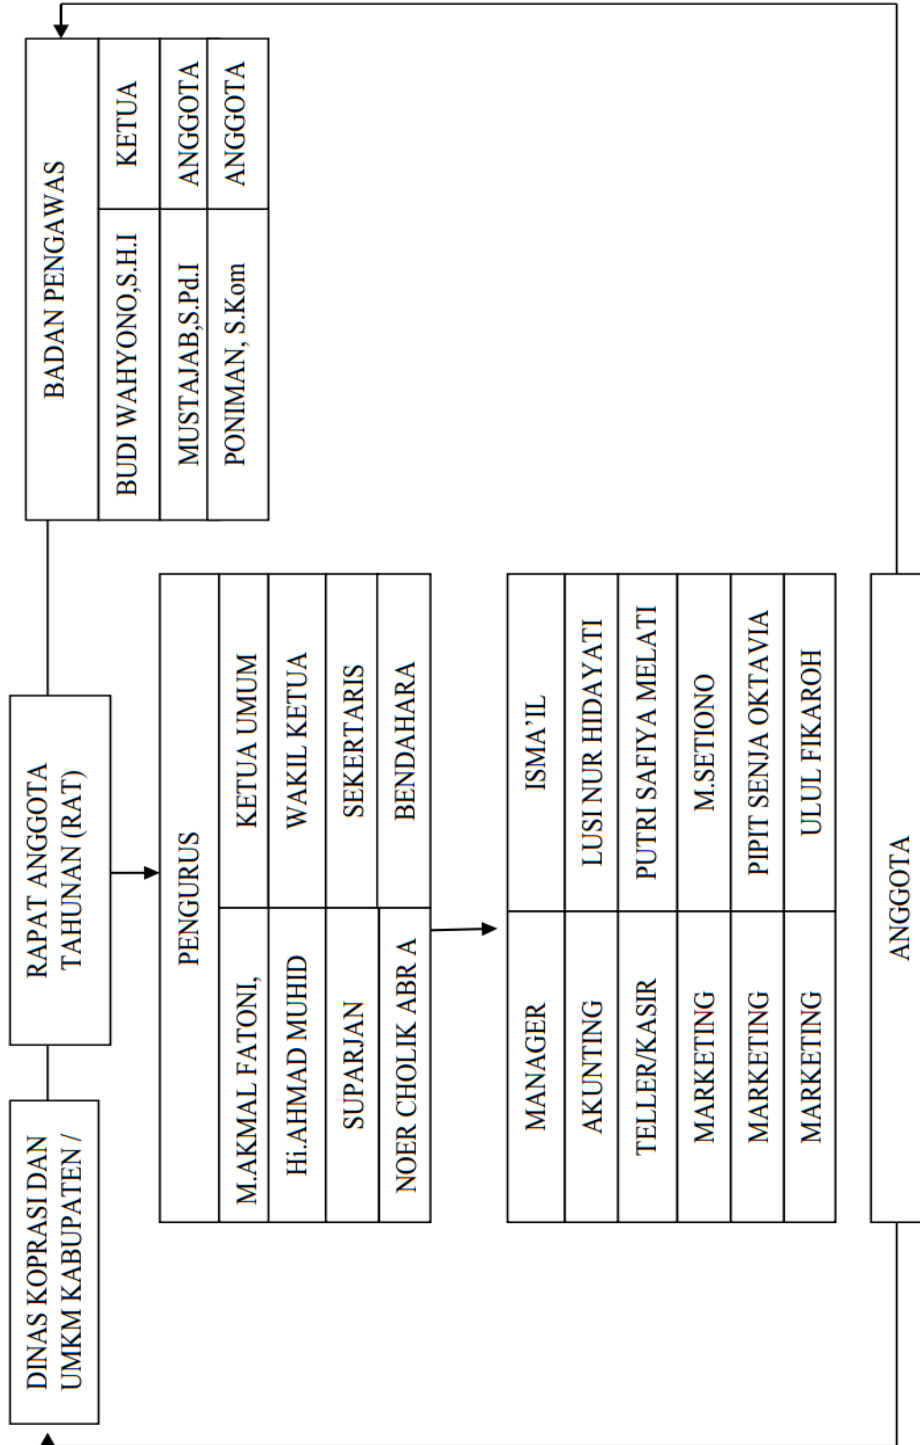 DINAS KOPRASI DAN
UMKM KABUPATEN /
RAPAT ANGGOTA
TAHUNAN (RAT)
BADAN PENGAWAS
BUDI WAHYONO,S.H.I KETUA
MUSTAJAB,S.Pd.I ANGGOTA
PONIMAN, S.Kom ANGGOTA
PENGURUS
M.AKMAL FATONI, KETUA UMUM
Hi.AHMAD MUHID WAKIL KETUA
SUPARJAN SEKERTARIS
NOER CHOLIK ABR A BENDAHARA
MANAGER ISMA’IL
AKUNTING LUSI NUR HIDAYATI
TELLER/KASIR PUTRI SAFIYA MELATI
MARKETING M.SETIONO
MARKETING PIPIT SENJA OKTAVIA
MARKETING ULUL FIKAROH
ANGGOTA